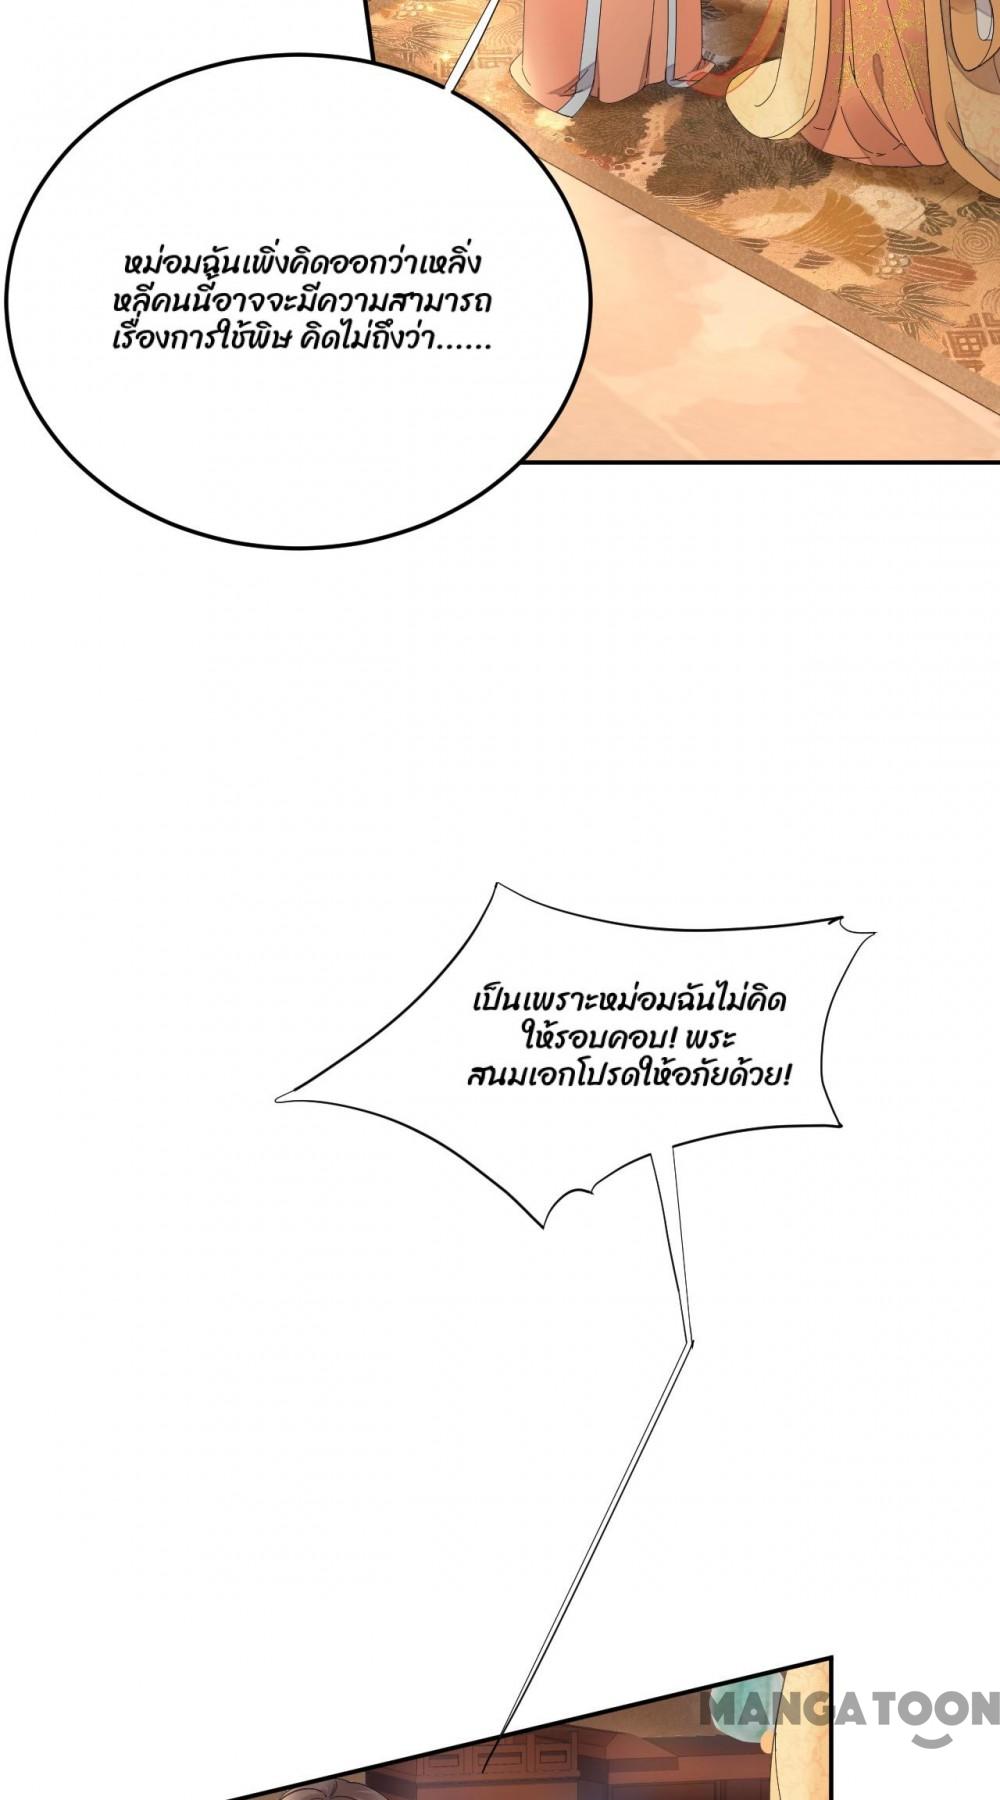 หม่อมฉันเพิ่งคิดออกว่าเหลิ่ง
หลีคนนี้อาจจะมีความสามารถ
เรื่องการใช้พิษ คิดไม่ถึงว่า......
เป็นเพราะหม่อมฉันไม่คิด
ให้รอบคอบ! พระ
สนมเอกโปรดให้อภัยด้วย!
MANGATOON